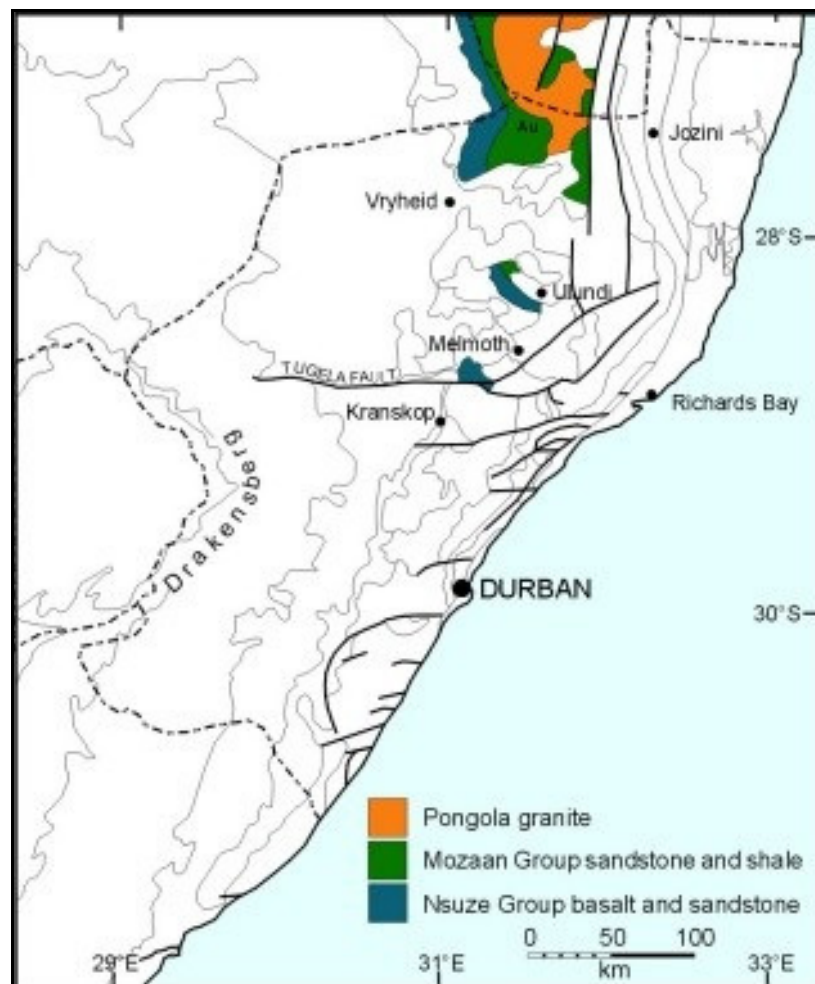 Au
Jozini
Vryheid
28°S
Ulundi
Melmoth
TUGELA FAULT
Kranskop
Richards Bay
Drakensberg
DURBAN
30°S
Pongola granite
Mozaan Group sandstone and shale
Nsuze Group basalt and sandstone
0 50 100
km
29°E 31°E 33°E